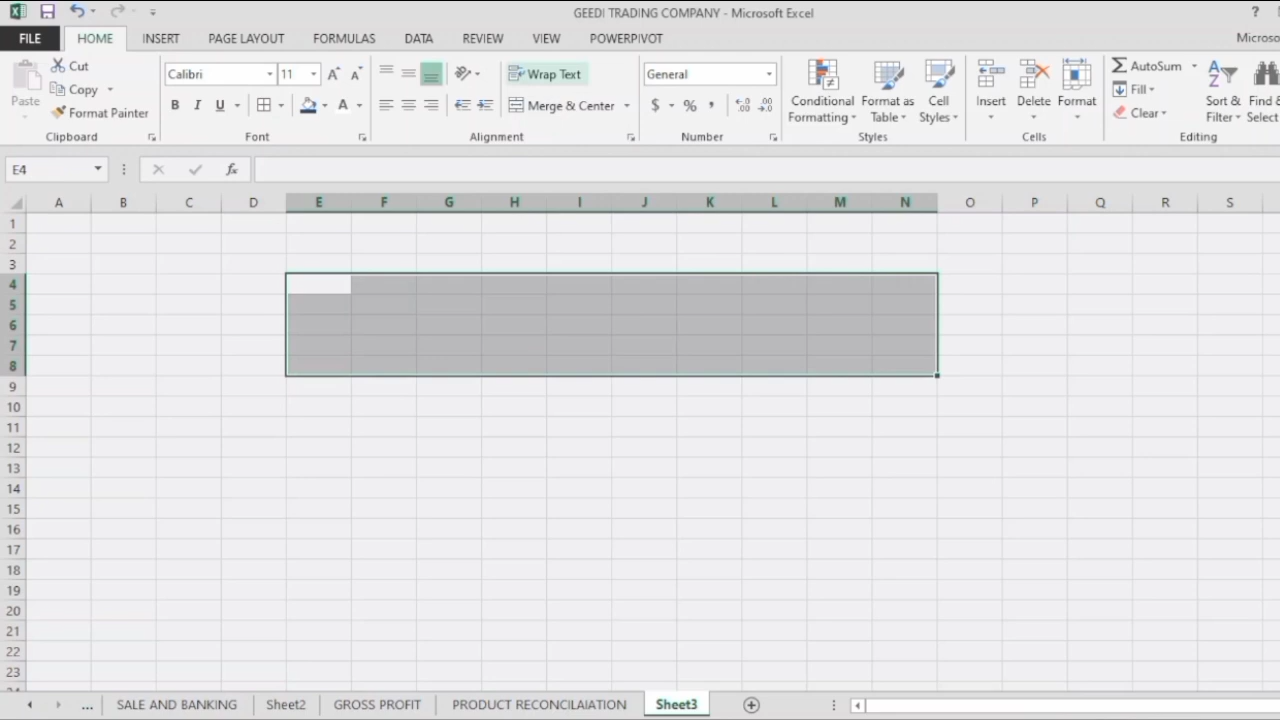 GEEDI TRADING COMPANY - Microsoft Excel
?
FILE HOME INSERT PAGE LAYOUT FORMULAS DATA REVIEW VIEW POWERPIVOT
Paste
Cut
Copy
Format Painter
Clipboard
Calibri 11
B I U
Font
Wrap Text
Merge & Center
Alignment
General
$ % ,
Number
Conditional Formatting
Format as Table
Cell Styles
Styles
Insert
Delete
Format
Cells
AutoSum
Fill
Clear
Sort & Filter
Find & Select
Editing
E4
fx
A B C D E F G H I J K L M N O P Q R S
1
2
3
4
5
6
7
8
9
10
11
12
13
14
15
16
17
18
19
20
21
22
23
... SALE AND BANKING Sheet2 GROSS PROFIT PRODUCT RECONCILAIATION Sheet3